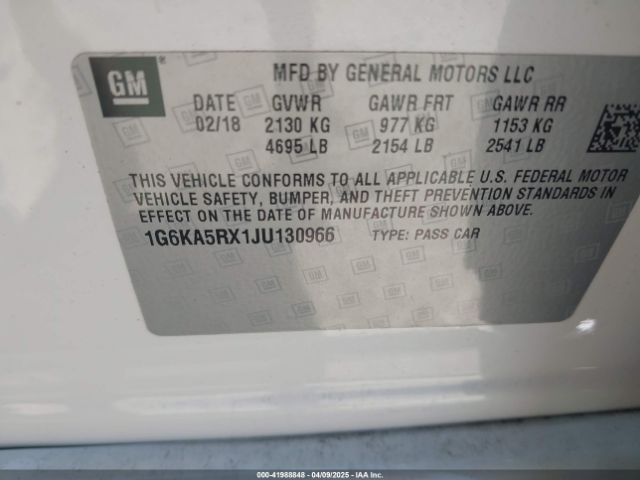 GM
MFD BY GENERAL MOTORS LLC
DATE GVWR GAWR FRT GAWR RR
02/18 2130 KG 977 KG 1153 KG
4695 LB 2154 LB 2541 LB
THIS VEHICLE CONFORMS TO ALL APPLICABLE U.S. FEDERAL MOTOR
VEHICLE SAFETY, BUMPER, AND THEFT PREVENTION STANDARDS IN
EFFECT ON THE DATE OF MANUFACTURE SHOWN ABOVE.
1G6KA5RX1JU130966 TYPE: PASS CAR
000-41988848 - 04/09/2025 - IAAI.COM